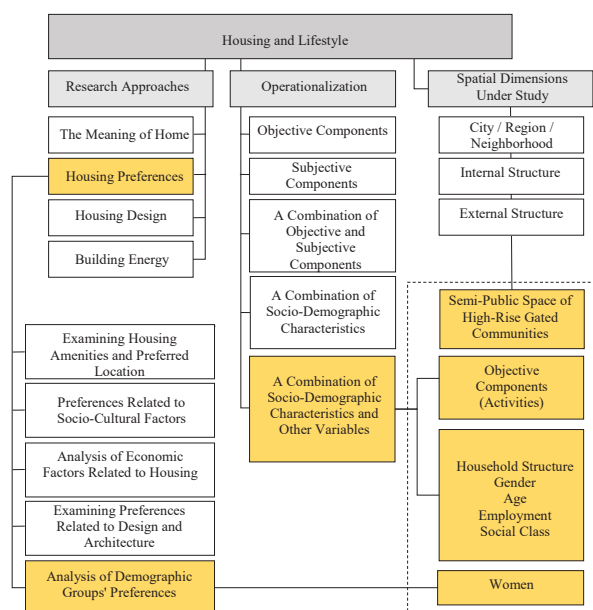 Housing and Lifestyle
Research Approaches
The Meaning of Home
Housing Preferences
Housing Design
Building Energy
Examining Housing
Amenities and Preferred
Location
Preferences Related to
Socio-Cultural Factors
Analysis of Economic
Factors Related to Housing
Examining Preferences
Related to Design and
Architecture
Analysis of Demographic
Groups' Preferences
Operationalization
Objective Components
Subjective
Components
A Combination of
Objective and
Subjective
Components
A Combination of
Socio-Demographic
Characteristics
A Combination of
Socio-Demographic
Characteristics and
Other Variables
Spatial Dimensions
Under Study
City / Region /
Neighborhood
Internal Structure
External Structure
Semi-Public Space of
High-Rise Gated
Communities
Objective
Components
(Activities)
Household Structure
Gender
Age
Employment
Social Class
Women